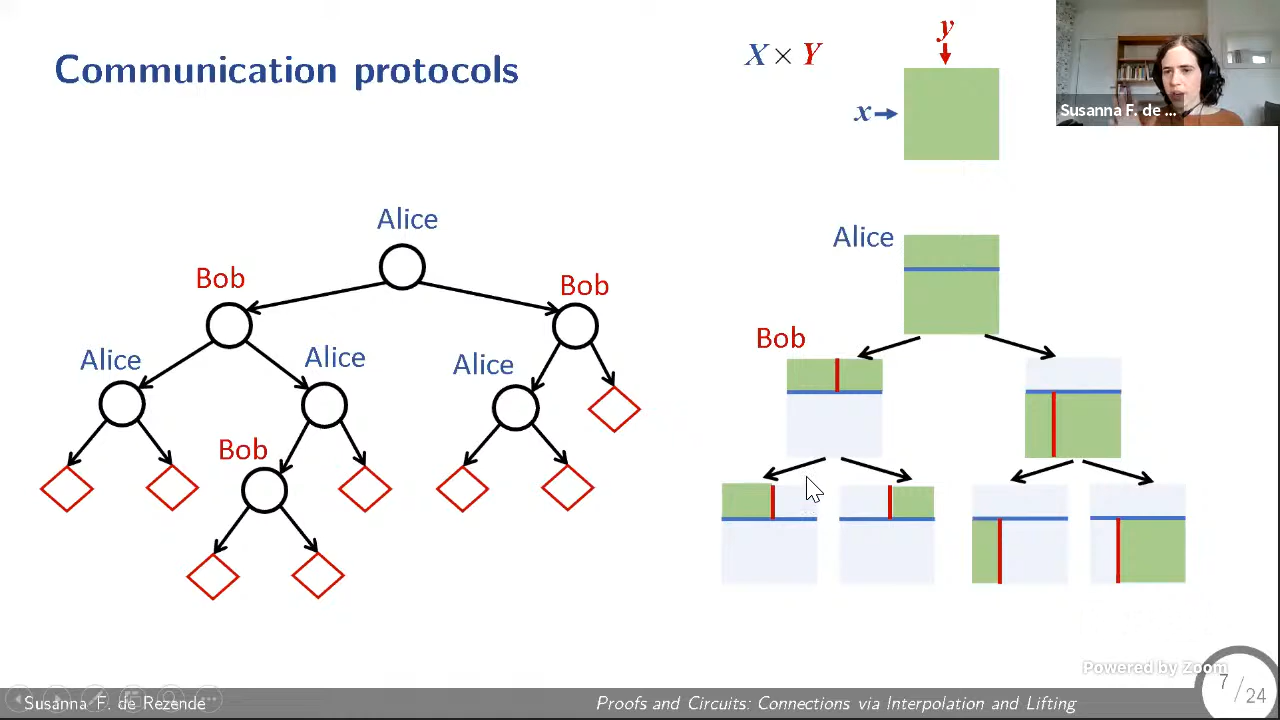 Communication protocols
X × Y
y
x
Susanna F. de ...
Alice
Bob
Bob
Alice
Alice
Alice
Bob
Alice
Bob
Powered by Zoom
Susanna F. de Rezende
Proofs and Circuits: Connections via Interpolation and Lifting
7/24